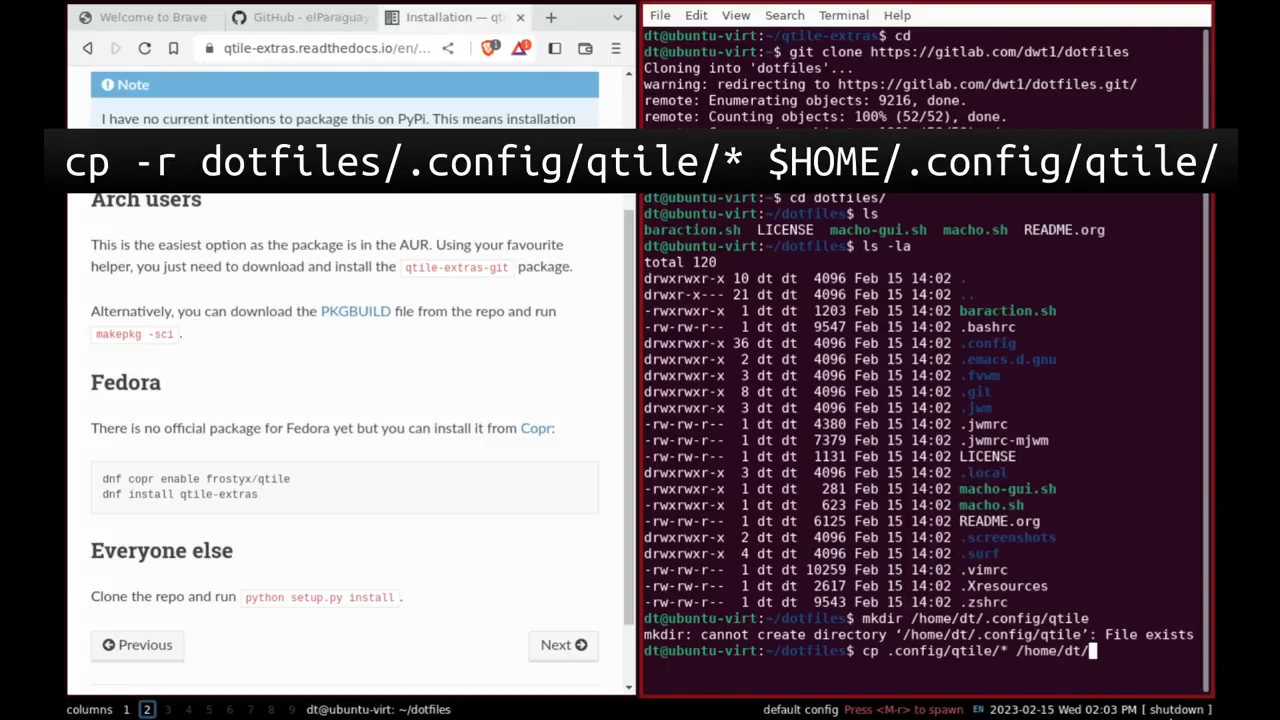 Welcome to Brave
GitHub - elParaguay
Installation — qt
qtile-extras.readthedocs.io/en/...
Note
I have no current intentions to package this on PyPi. This means installation
cp -r dotfiles/.config/qtile/* $HOME/.config/qtile/
Arch users
This is the easiest option as the package is in the AUR. Using your favourite
helper, you just need to download and install the qtile-extras-git package.
Alternatively, you can download the PKGBUILD file from the repo and run
makepkg -sci.
Fedora
There is no official package for Fedora yet but you can install it from Copr:
dnf copr enable frostyx/qtile
dnf install qtile-extras
Everyone else
Clone the repo and run python setup.py install.
Previous
Next
File Edit View Search Terminal Help
dt@ubuntu-virt:~/qtile-extras$ cd
dt@ubuntu-virt:~$ git clone https://gitlab.com/dwt1/dotfiles
Cloning into 'dotfiles'...
warning: redirecting to https://gitlab.com/dwt1/dotfiles.git/
remote: Enumerating objects: 9216, done.
remote: Counting objects: 100% (52/52), done.
dt@ubuntu-virt:~$ cd dotfiles/
dt@ubuntu-virt:~/dotfiles$ ls
baraction.sh LICENSE macho-gui.sh macho.sh README.org
dt@ubuntu-virt:~/dotfiles$ ls -la
total 120
drwxrwxr-x 10 dt dt 4096 Feb 15 14:02 .
drwxr-x--- 21 dt dt 4096 Feb 15 14:02 ..
-rwxrwxr-x 1 dt dt 1203 Feb 15 14:02 baraction.sh
-rw-rw-r-- 1 dt dt 9547 Feb 15 14:02 .bashrc
drwxrwxr-x 36 dt dt 4096 Feb 15 14:02 .config
drwxrwxr-x 2 dt dt 4096 Feb 15 14:02 .emacs.d.gnu
drwxrwxr-x 3 dt dt 4096 Feb 15 14:02 .fvwm
drwxrwxr-x 8 dt dt 4096 Feb 15 14:02 .git
drwxrwxr-x 3 dt dt 4096 Feb 15 14:02 .jwm
-rw-rw-r-- 1 dt dt 4380 Feb 15 14:02 .jwmrc
-rw-rw-r-- 1 dt dt 7379 Feb 15 14:02 .jwmrc-mjwm
-rw-rw-r-- 1 dt dt 1131 Feb 15 14:02 LICENSE
drwxrwxr-x 3 dt dt 4096 Feb 15 14:02 .local
-rwxrwxr-x 1 dt dt 281 Feb 15 14:02 macho-gui.sh
-rwxrwxr-x 1 dt dt 623 Feb 15 14:02 macho.sh
-rw-rw-r-- 1 dt dt 6125 Feb 15 14:02 README.org
drwxrwxr-x 2 dt dt 4096 Feb 15 14:02 .screenshots
drwxrwxr-x 4 dt dt 4096 Feb 15 14:02 .surf
-rw-rw-r-- 1 dt dt 10259 Feb 15 14:02 .vimrc
-rw-rw-r-- 1 dt dt 2617 Feb 15 14:02 .Xresources
-rw-rw-r-- 1 dt dt 9543 Feb 15 14:02 .zshrc
dt@ubuntu-virt:~/dotfiles$ mkdir /home/dt/.config/qtile
mkdir: cannot create directory ‘/home/dt/.config/qtile’: File exists
dt@ubuntu-virt:~/dotfiles$ cp .config/qtile/* /home/dt/
columns 1 2 3 4 5 6 7 8 9 dt@ubuntu-virt: ~/dotfiles
default config Press <M-r> to spawn EN 2023-02-15 Wed 02:03 PM [ shutdown ]